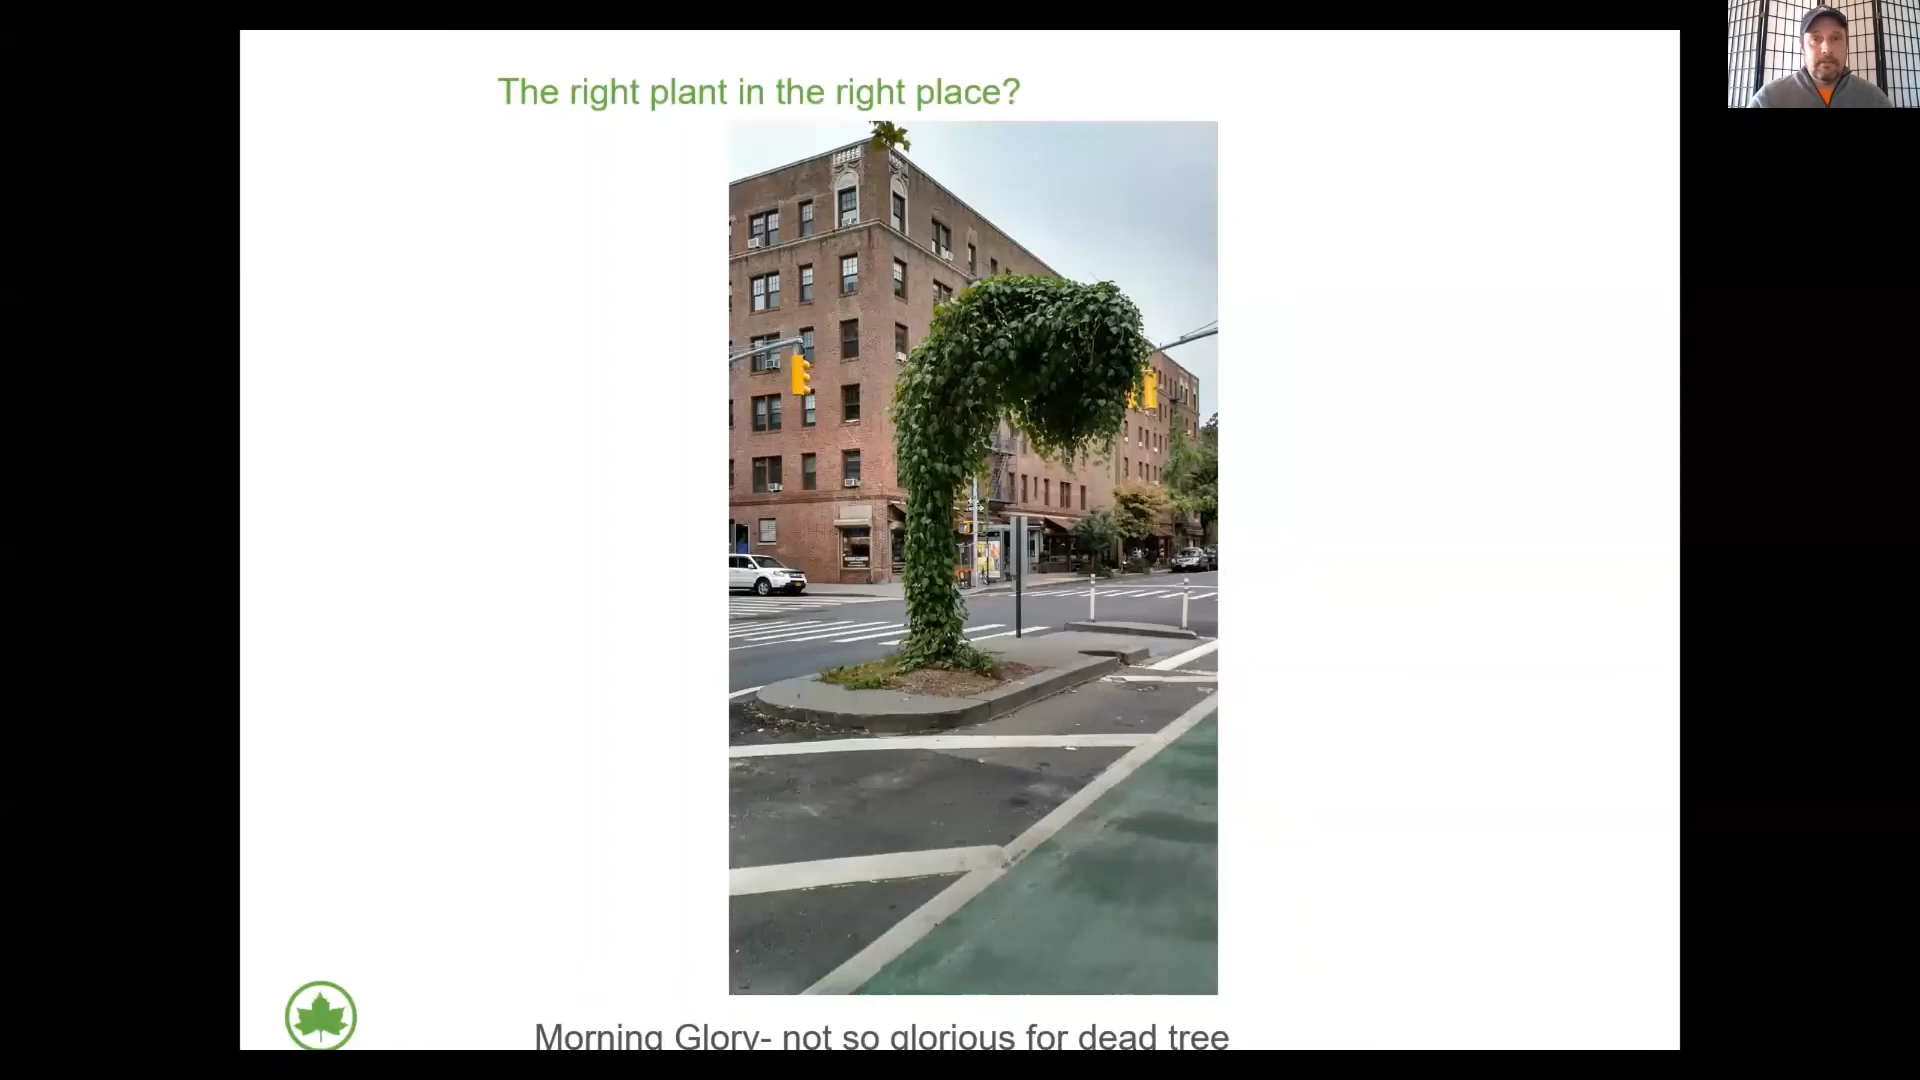 The right plant in the right place?
Morning Glory- not so glorious for dead tree